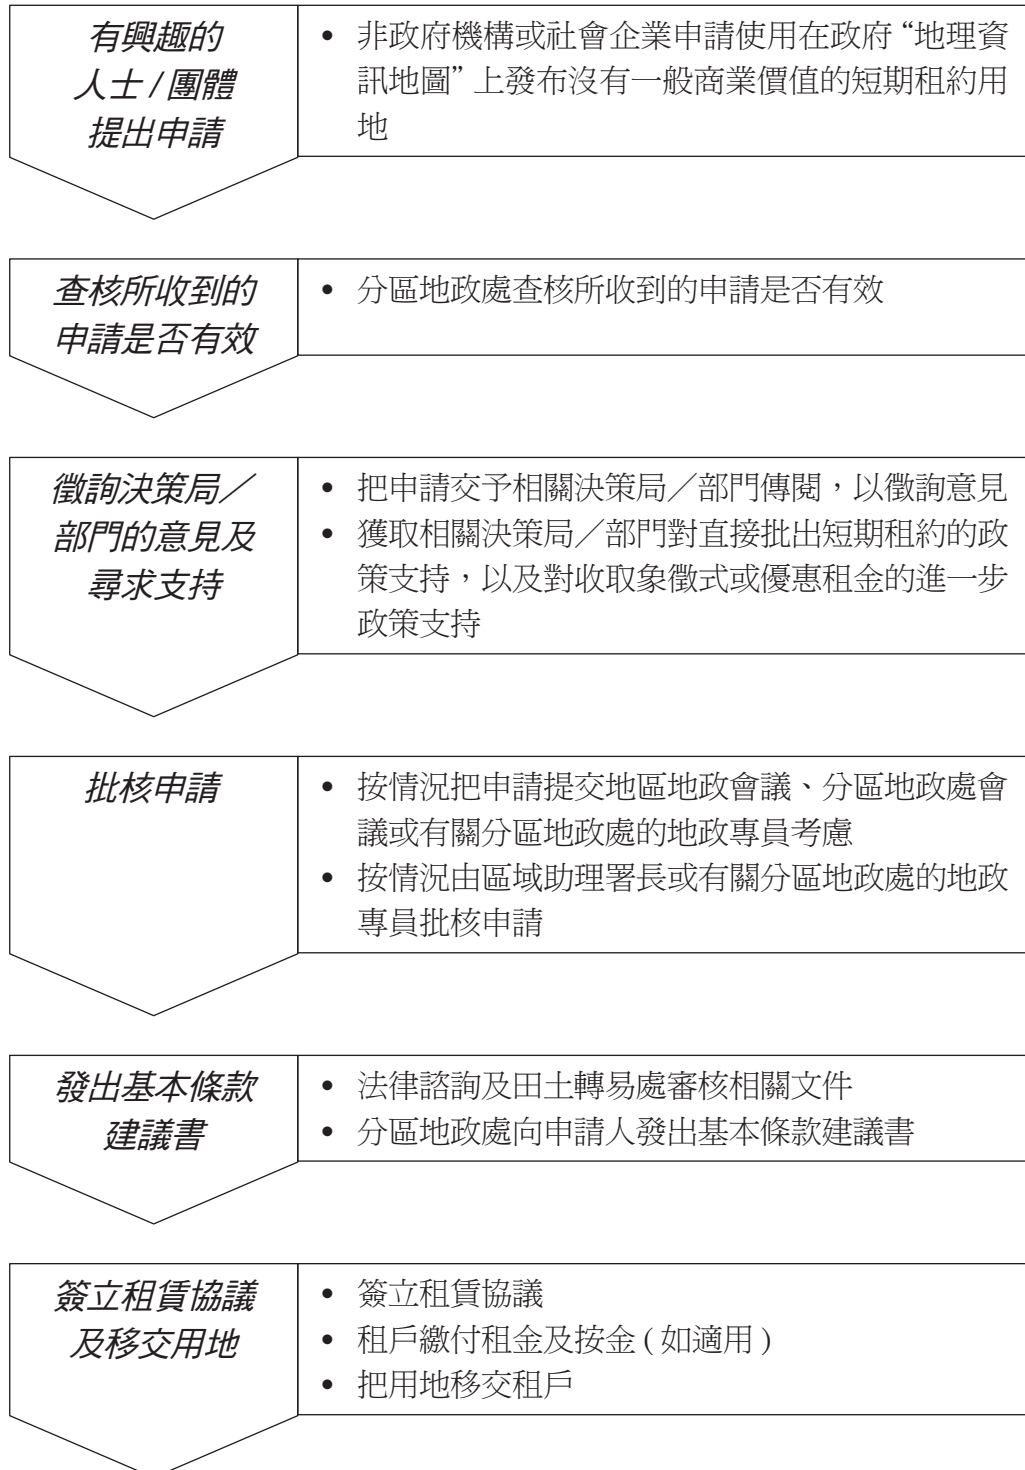 有興趣的
人士/團體
提出申請
• 非政府機構或社會企業申請使用在政府“地理資
訊地圖”上發布沒有一般商業價值的短期租約用
地
查核所收到的
申請是否有效
• 分區地政處查核所收到的申請是否有效
徵詢決策局／
部門的意見及
尋求支持
• 把申請交予相關決策局／部門傳閱，以徵詢意見
• 獲取相關決策局／部門對直接批出短期租約的政
策支持，以及對收取象徵式或優惠租金的進一步
政策支持
批核申請
• 按情況把申請提交地區地政會議、分區地政處會
議或有關分區地政處的地政專員考慮
• 按情況由區域助理署長或有關分區地政處的地政
專員批核申請
發出基本條款
建議書
• 法律諮詢及田土轉易處審核相關文件
• 分區地政處向申請人發出基本條款建議書
簽立租賃協議
及移交用地
• 簽立租賃協議
• 租戶繳付租金及按金(如適用)
• 把用地移交租戶